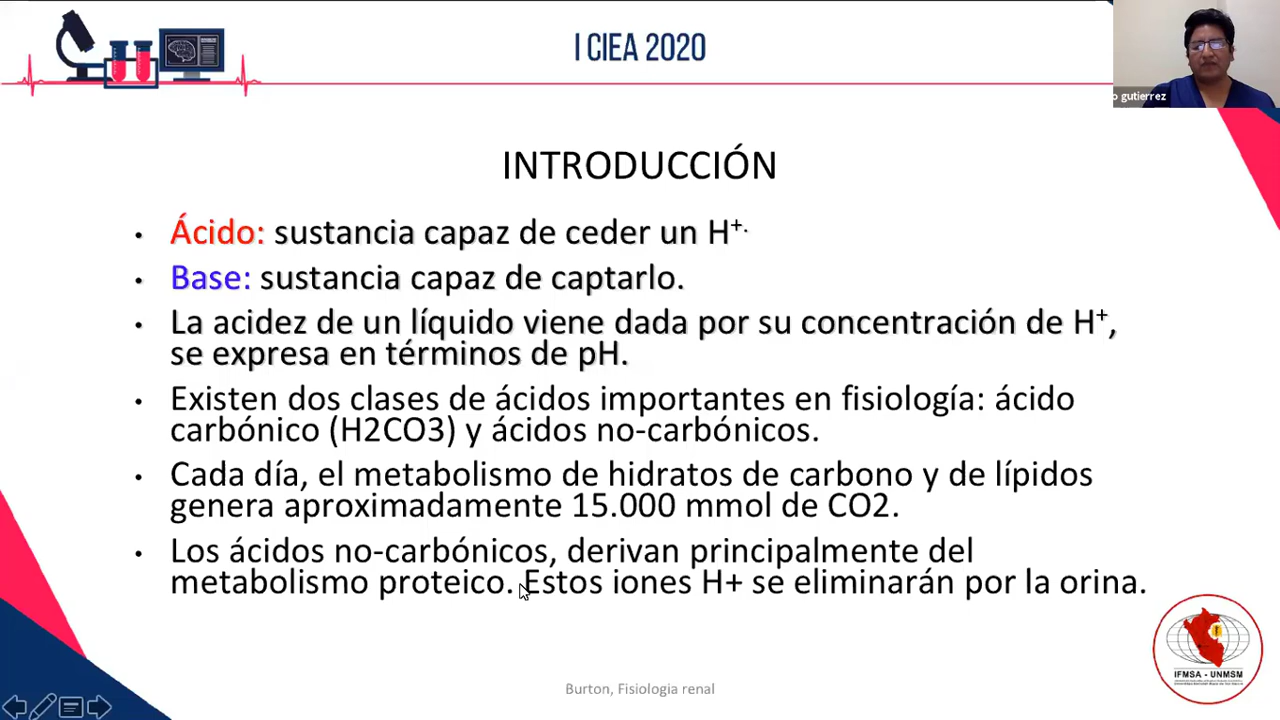 I CIEA 2020
o gutierrez
INTRODUCCIÓN
• Ácido: sustancia capaz de ceder un H⁺.
• Base: sustancia capaz de captarlo.
• La acidez de un líquido viene dada por su concentración de H⁺,
se expresa en términos de pH.
• Existen dos clases de ácidos importantes en fisiología: ácido
carbónico (H2CO3) y ácidos no-carbónicos.
• Cada día, el metabolismo de hidratos de carbono y de lípidos
genera aproximadamente 15.000 mmol de CO2.
• Los ácidos no-carbónicos, derivan principalmente del
metabolismo proteico. Estos iones H+ se eliminarán por la orina.
IFMSA - UNMSM
Burton, Fisiologia renal